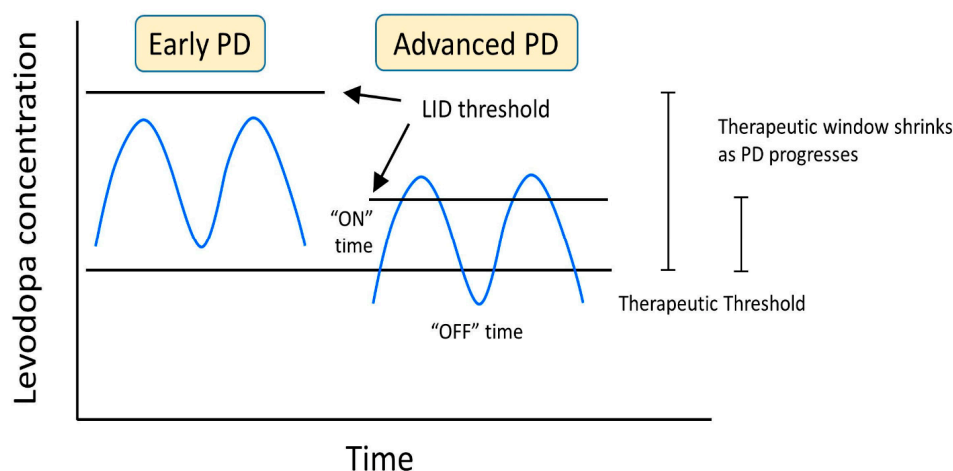 Early PD
Advanced PD
LID threshold
Therapeutic window shrinks
as PD progresses
“ON”
time
Therapeutic Threshold
“OFF” time
Levodopa concentration
Time